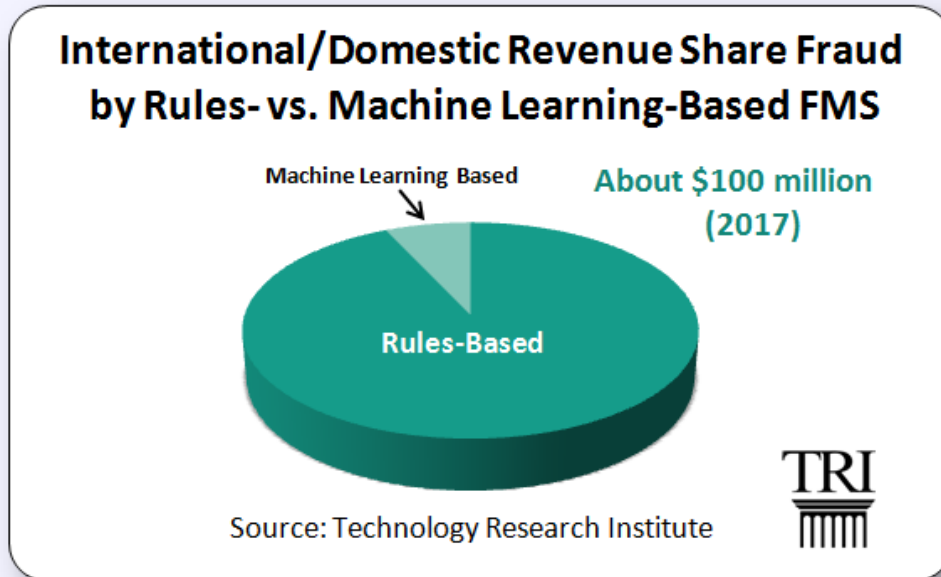 International/Domestic Revenue Share Fraud
by Rules- vs. Machine Learning-Based FMS
Machine Learning Based
About $100 million
(2017)
Rules-Based
TRI
Source: Technology Research Institute